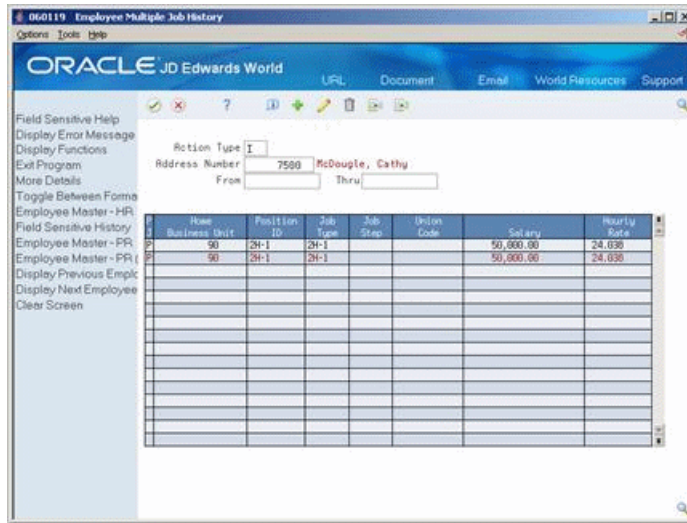 060119 Employee Multiple Job History
Options Tools Help
ORACLE JD Edwards World
URL Document Email World Resources Support
Field Sensitive Help
Display Error Message
Display Functions
Exit Program
More Details
Toggle Between Forma
Employee Master - HR
Field Sensitive History
Employee Master - PR
Employee Master - PR (
Display Previous Emplo
Display Next Employee
Clear Screen
Action Type I
Address Number 7500 McDougle, Cathy
From Thru
P J Home Business Unit Position ID Job Type Job Step Union Code Salary Hourly Rate
P 90 2H-1 2H-1 50,000.00 24.038
P 90 2H-1 2H-1 50,000.00 24.038